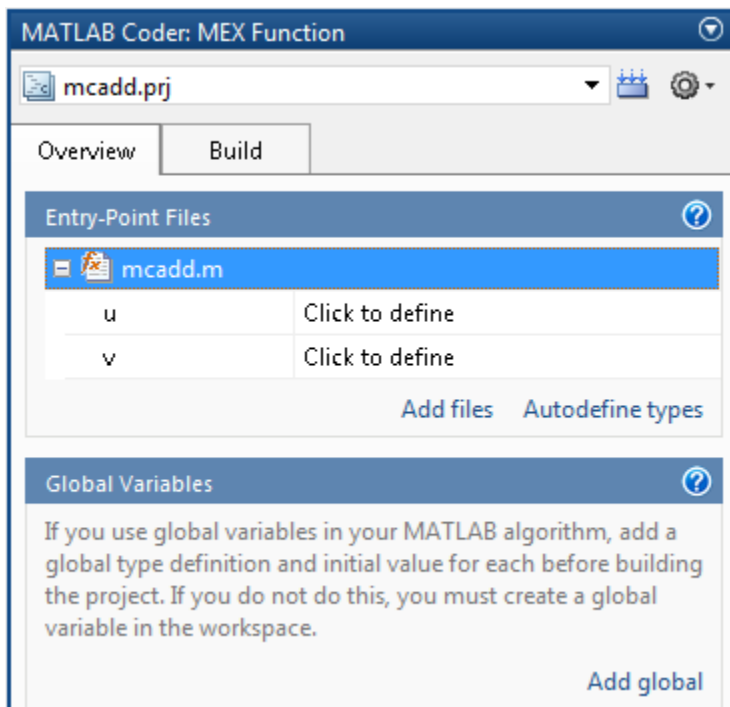 MATLAB Coder: MEX Function
mcadd.prj
Overview Build
Entry-Point Files
mcadd.m
u Click to define
v Click to define
Add files Autodefine types
Global Variables
If you use global variables in your MATLAB algorithm, add a
global type definition and initial value for each before building
the project. If you do not do this, you must create a global
variable in the workspace.
Add global